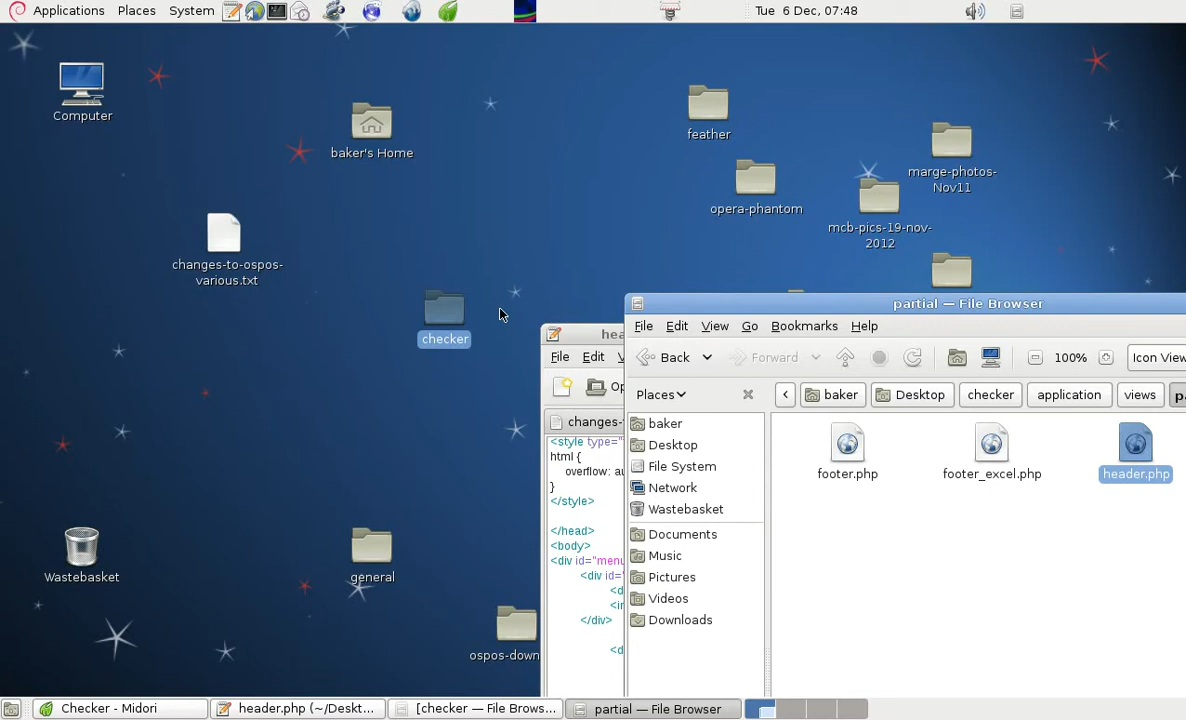 Applications Places System
Tue 6 Dec, 07:48
Computer
baker's Home
feather
marge-photos-
Nov11
opera-phantom
mcb-pics-19-nov-
2012
changes-to-ospos-
various.txt
checker
Wastebasket
general
ospos-down
File Edit
changes-
<style type="
html {
overflow: au
}
</style>
</head>
<body>
<div id="menu
<div id=
<d
<in
</div>
<d
partial — File Browser
File Edit View Go Bookmarks Help
Back Forward 100% Icon View
Places baker Desktop checker application views
baker
Desktop
File System
Network
Wastebasket
Documents
Music
Pictures
Videos
Downloads
footer.php footer_excel.php header.php
Checker - Midori header.php (~/Deskt... [checker — File Brows... partial — File Browser